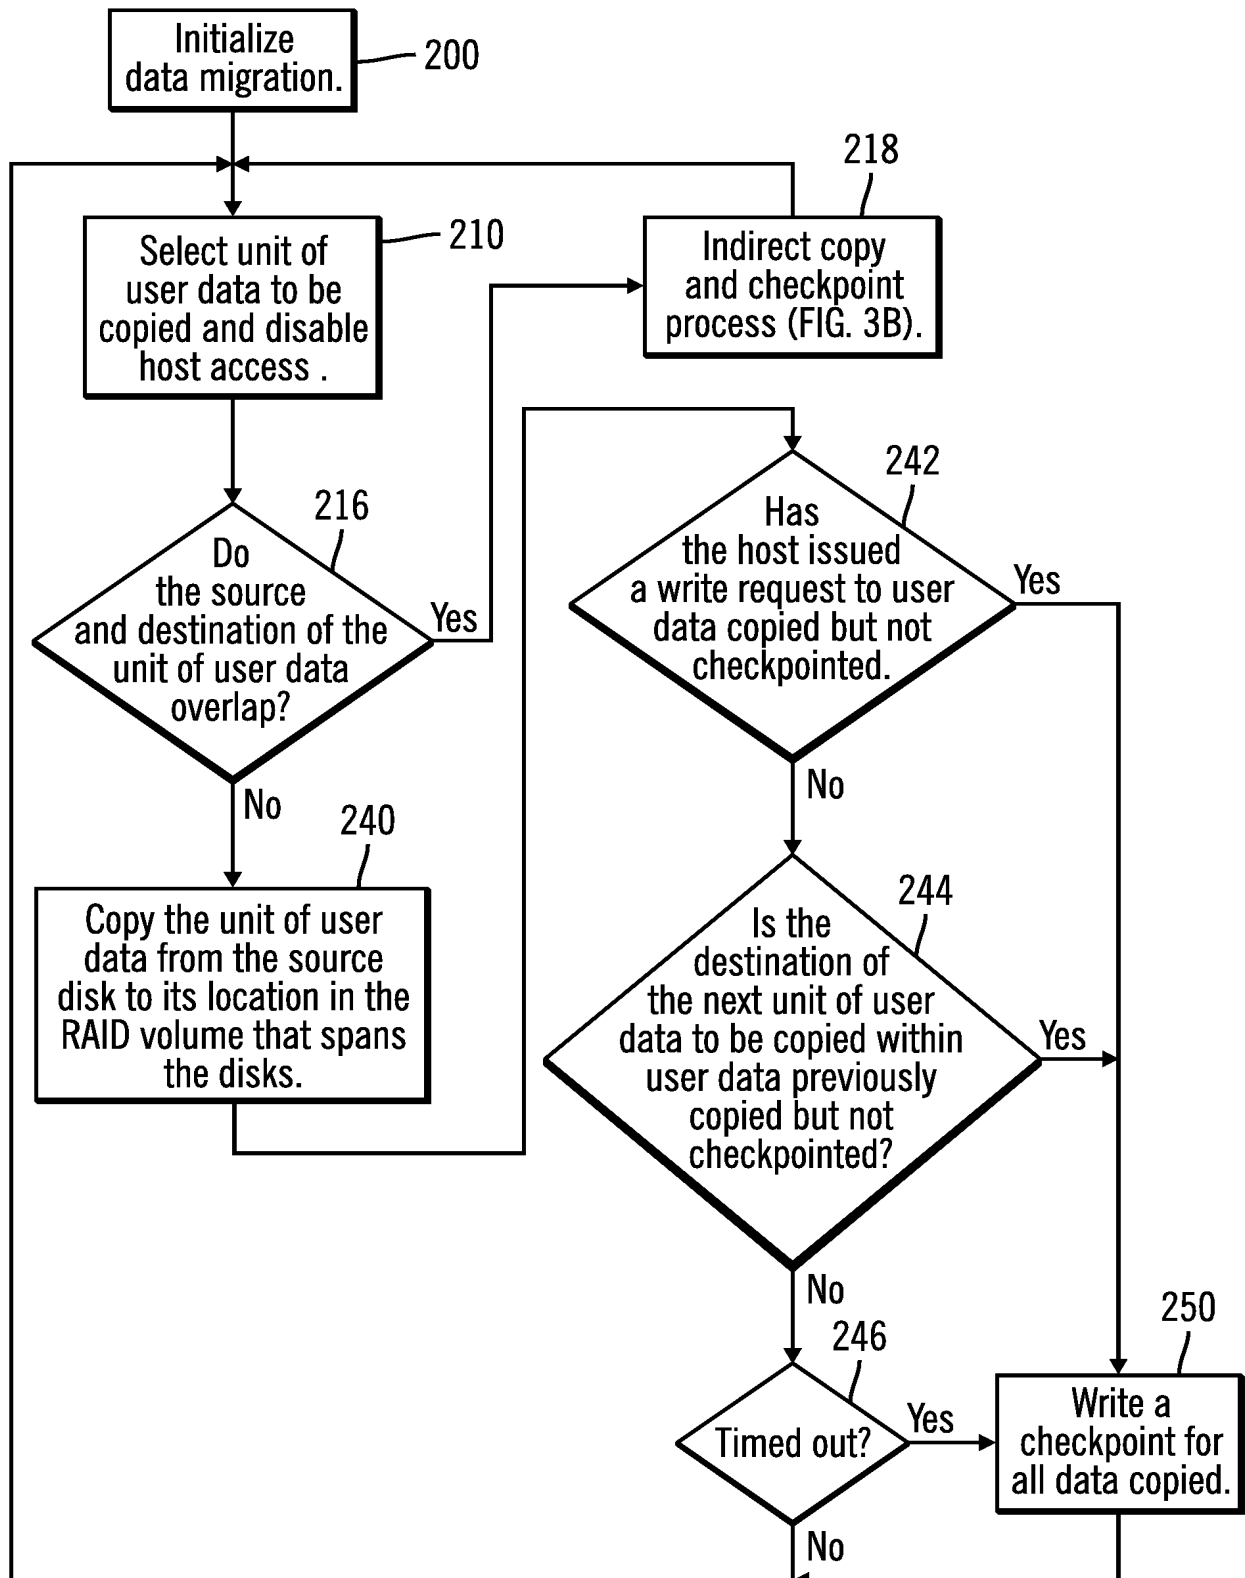 Initialize
data migration.
200
218
Select unit of
user data to be
copied and disable
host access .
210
Indirect copy
and checkpoint
process (FIG. 3B).
216
Do
the source
and destination of the
unit of user data
overlap?
Yes
No
242
Has
the host issued
a write request to user
data copied but not
checkpointed.
Yes
No
240
Copy the unit of user
data from the source
disk to its location in the
RAID volume that spans
the disks.
244
Is the
destination of
the next unit of user
data to be copied within
user data previously
copied but not
checkpointed?
Yes
No
246
Timed out?
Yes
No
250
Write a
checkpoint for
all data copied.